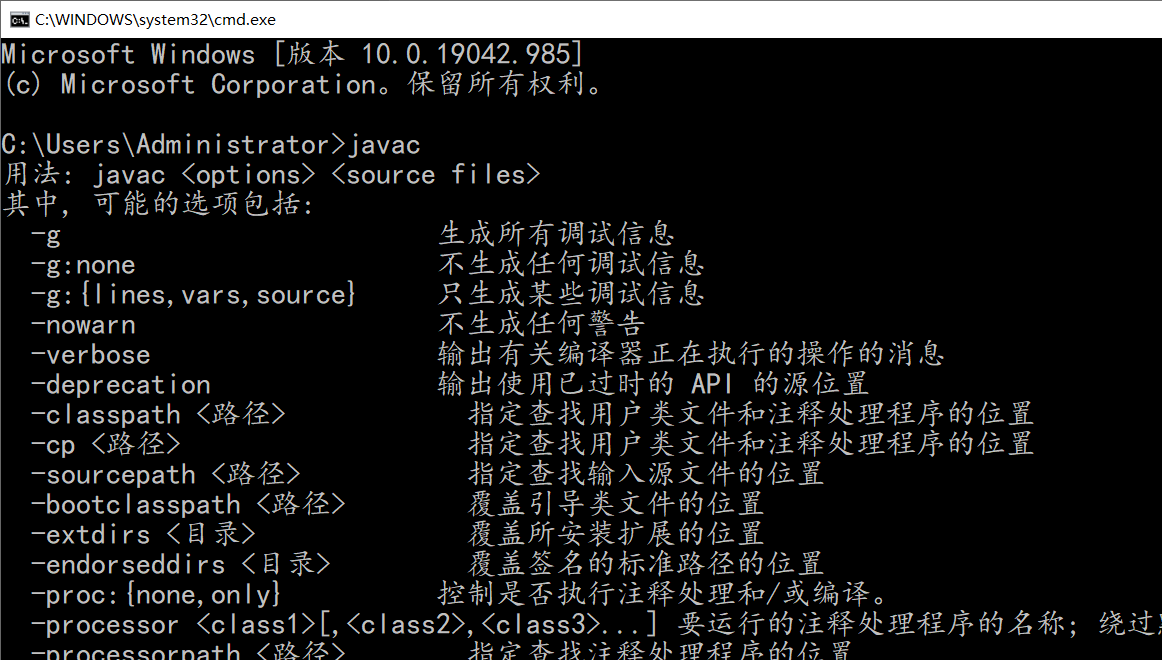 C:\WINDOWS\system32\cmd.exe
Microsoft Windows [版本 10.0.19042.985]
(c) Microsoft Corporation。保留所有权利。
C:\Users\Administrator>javac
用法: javac <options> <source files>
其中, 可能的选项包括:
-g 生成所有调试信息
-g:none 不生成任何调试信息
-g:{lines,vars,source} 只生成某些调试信息
-nowarn 不生成任何警告
-verbose 输出有关编译器正在执行的操作的消息
-deprecation 输出使用已过时的 API 的源位置
-classpath <路径> 指定查找用户类文件和注释处理程序的位置
-cp <路径> 指定查找用户类文件和注释处理程序的位置
-sourcepath <路径> 指定查找输入源文件的位置
-bootclasspath <路径> 覆盖引导类文件的位置
-extdirs <目录> 覆盖所安装扩展的位置
-endorseddirs <目录> 覆盖签名的标准路径的位置
-proc:{none,only} 控制是否执行注释处理和/或编译。
-processor <class1>[,<class2>,<class3>...] 要运行的注释处理程序的名称; 绕过
-processorpath <路径> 指定查找注释处理程序的位置